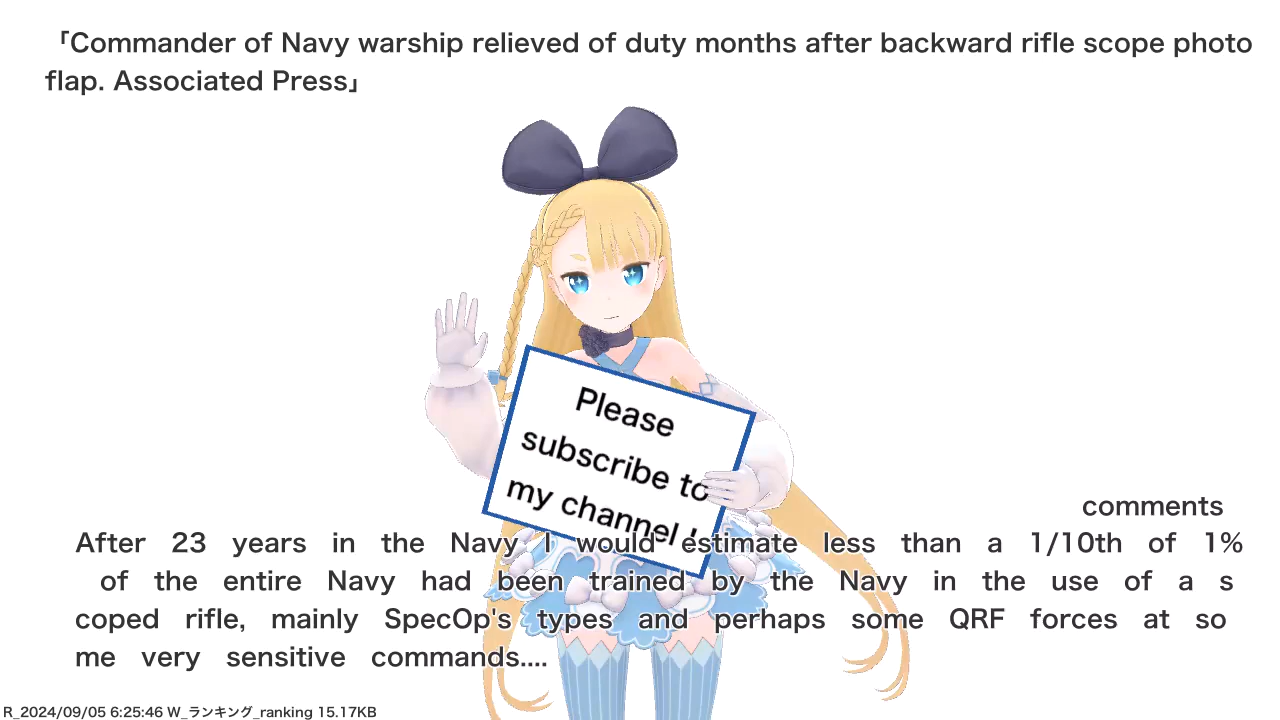 「Commander of Navy warship relieved of duty months after backward rifle scope photo
flap. Associated Press」
Please
subscribe to
my channel !
comments
After 23 years in the Navy I would estimate less than a 1/10th of 1%
of the entire Navy had been trained by the Navy in the use of a s
coped rifle, mainly SpecOp's types and perhaps some QRF forces at so
me very sensitive commands....
R_2024/09/05 6:25:46 W_ランキング_ranking 15.17KB